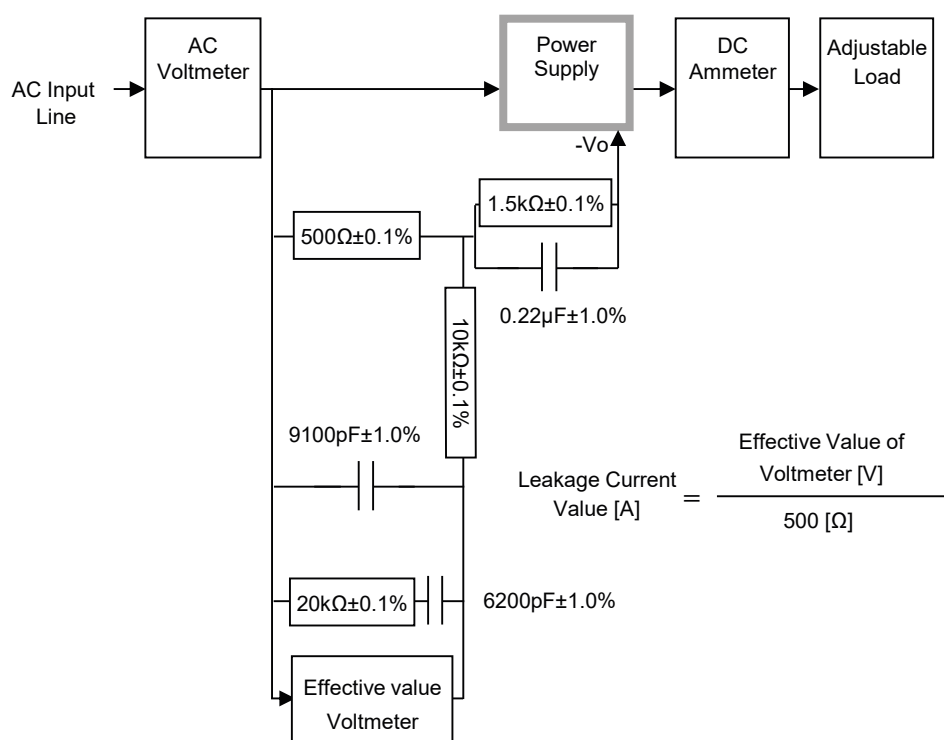 AC Input
Line
AC
Voltmeter
Power
Supply
DC
Ammeter
Adjustable
Load
-Vo
1.5kΩ±0.1%
500Ω±0.1%
0.22μF±1.0%
10kΩ±0.1%
9100pF±1.0%
Leakage Current
Value [A]
=
Effective Value of
Voltmeter [V]
500 [Ω]
20kΩ±0.1%
6200pF±1.0%
Effective value
Voltmeter